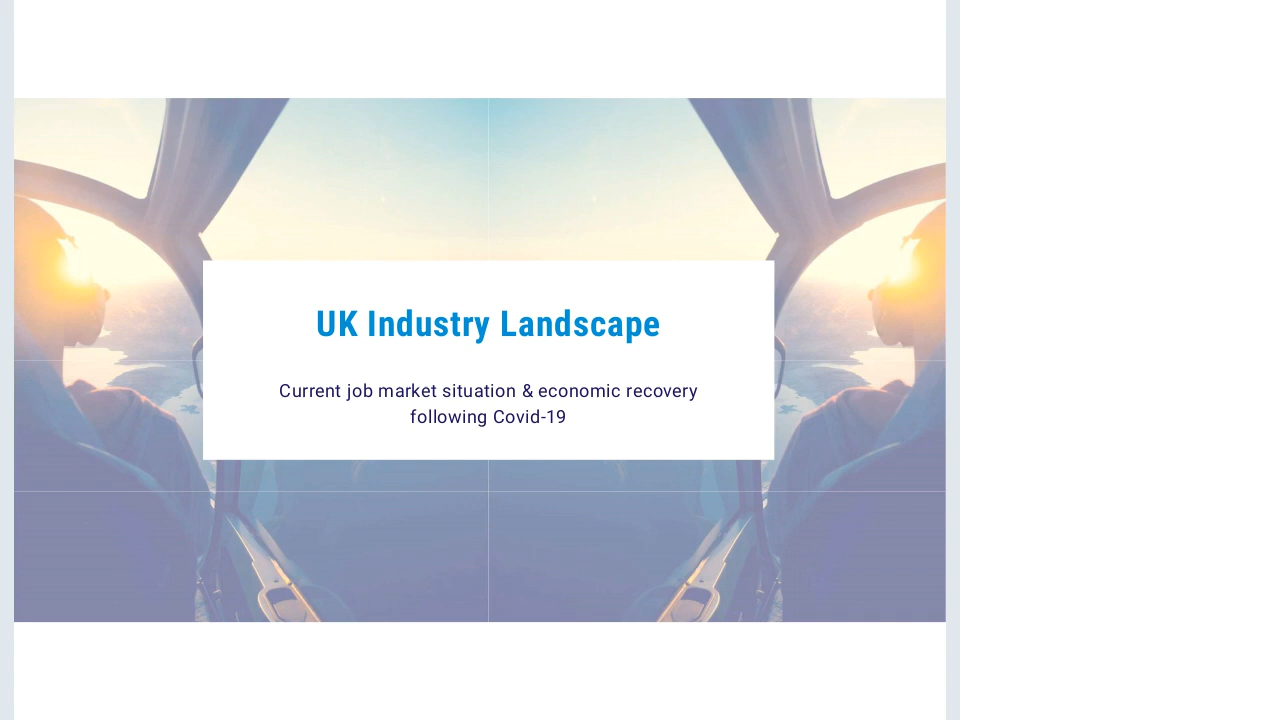 UK Industry Landscape
Current job market situation & economic recovery
following Covid-19